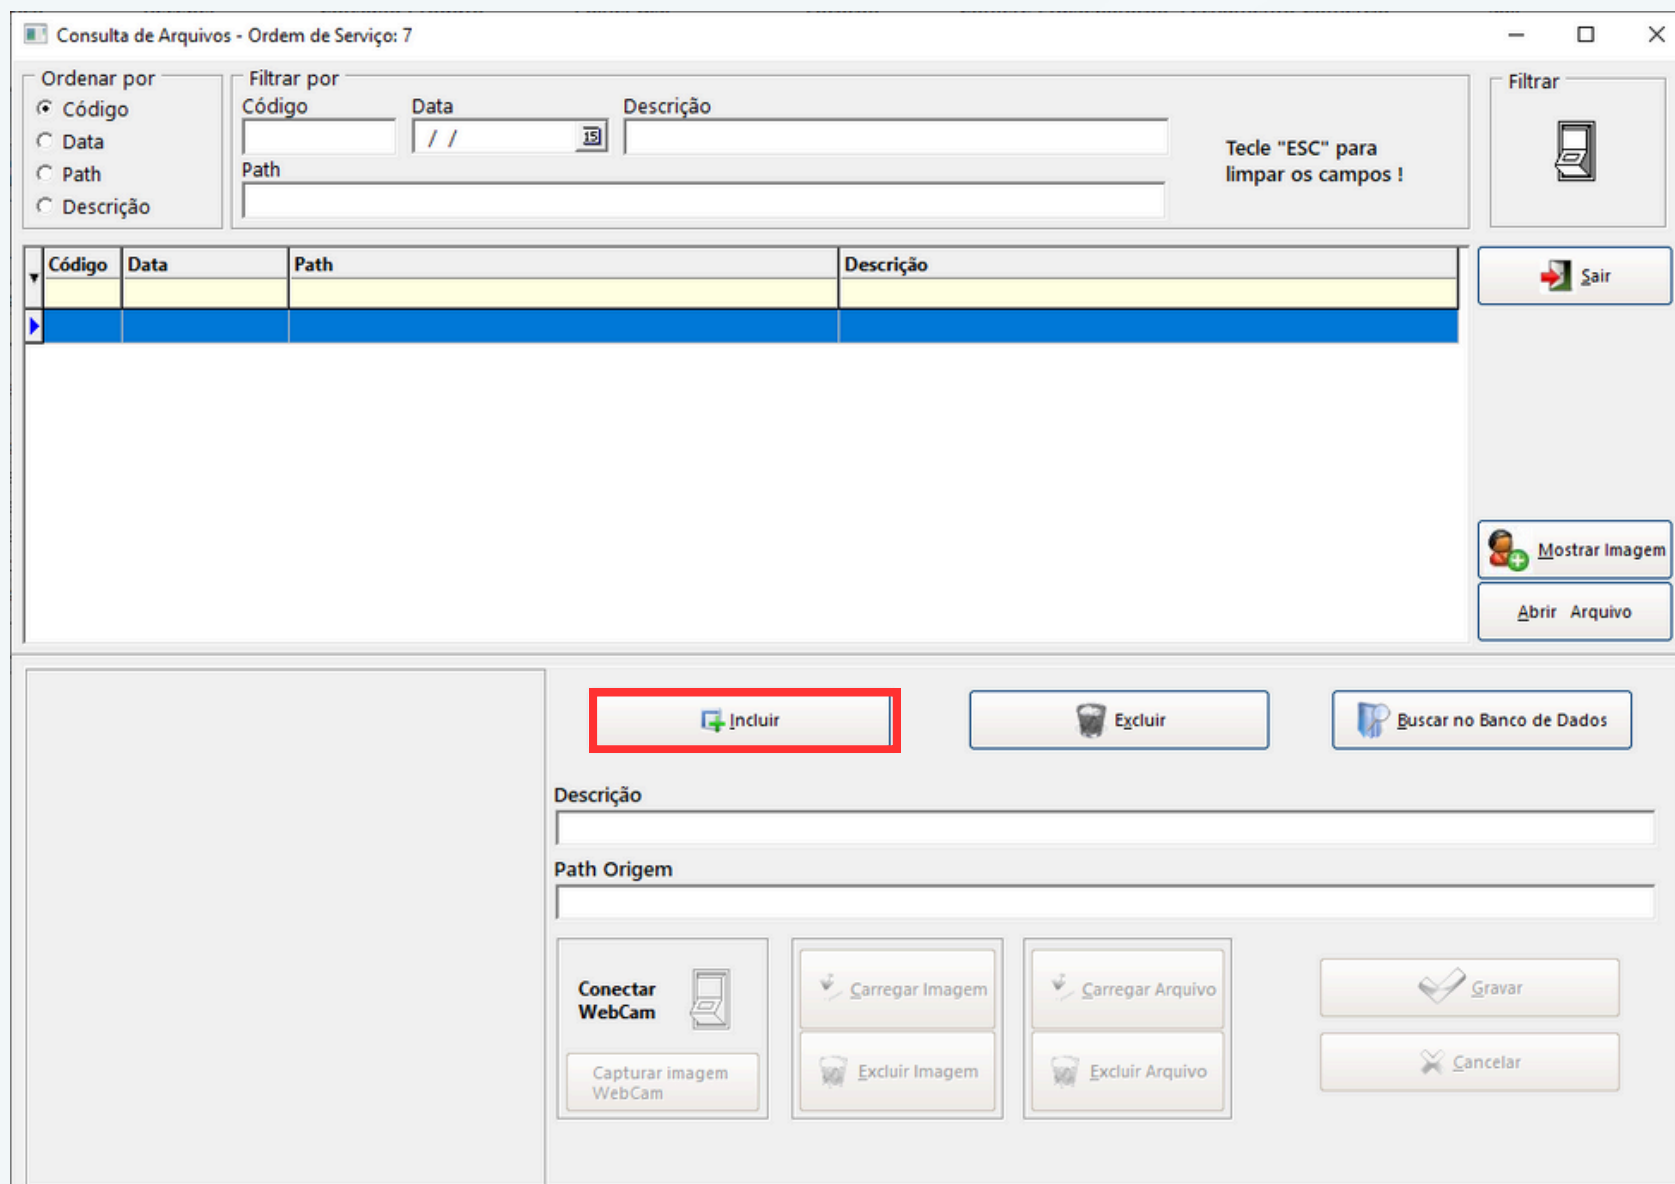 Consulta de Arquivos - Ordem de Serviço: 7
Ordenar por
Código
Data
Path
Descrição
Filtrar por
Código Data Descrição
/ / 15
Path
Tecle "ESC" para
limpar os campos !
Filtrar
Código Data Path Descrição
Sair
Mostrar Imagem
Abrir Arquivo
Incluir Excluir Buscar no Banco de Dados
Descrição
Path Origem
Conectar
WebCam
Capturar imagem
WebCam
Carregar Imagem
Excluir Imagem
Carregar Arquivo
Excluir Arquivo
Gravar
Cancelar